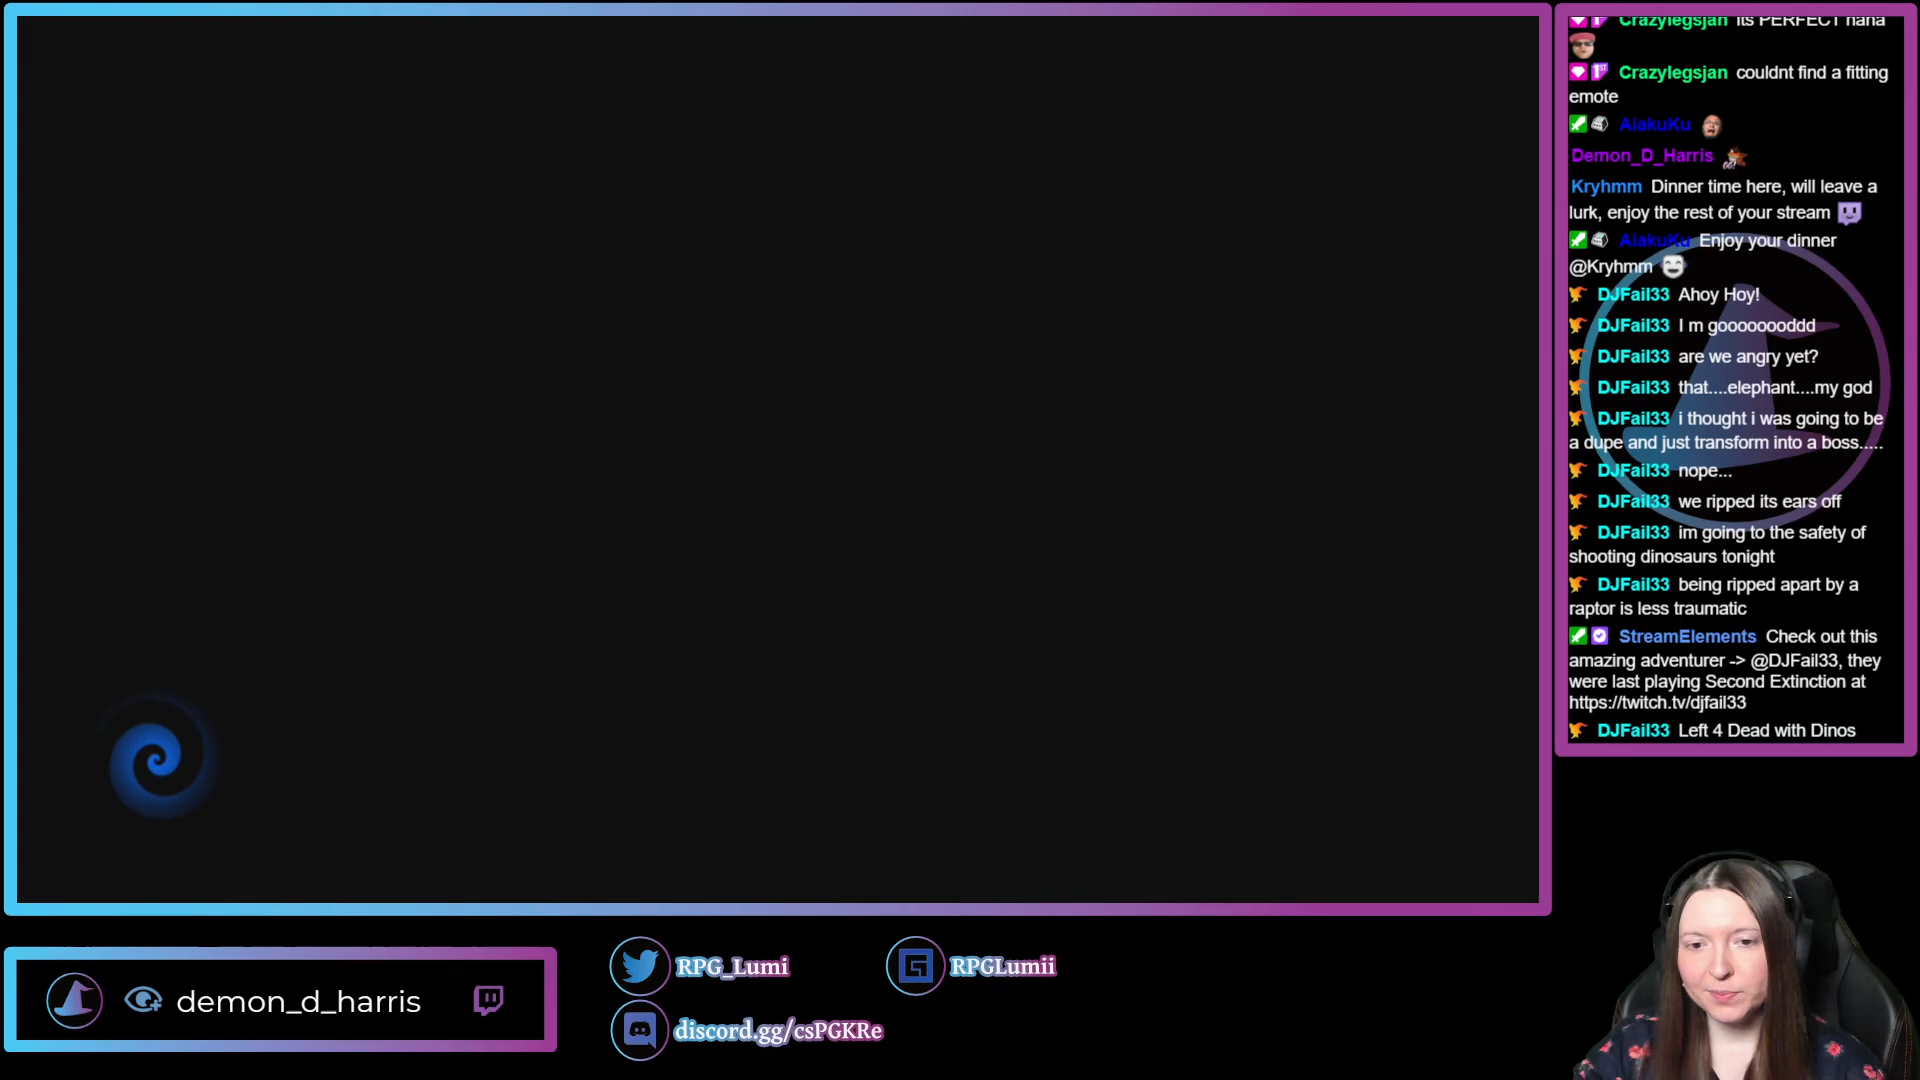 Crazylegsjan its PERFECT haha
Crazylegsjan couldnt find a fitting
emote
AlakuKu
Demon_D_Harris
Kryhmm Dinner time here, will leave a
lurk, enjoy the rest of your stream
AlakuKu Enjoy your dinner
@Kryhmm
DJFail33 Ahoy Hoy!
DJFail33 I m goooooooddd
DJFail33 are we angry yet?
DJFail33 that....elephant....my god
DJFail33 i thought i was going to be
a dupe and just transform into a boss.....
DJFail33 nope...
DJFail33 we ripped its ears off
DJFail33 im going to the safety of
shooting dinosaurs tonight
DJFail33 being ripped apart by a
raptor is less traumatic
StreamElements Check out this
amazing adventurer -> @DJFail33, they
were last playing Second Extinction at
https://twitch.tv/djfail33
DJFail33 Left 4 Dead with Dinos
demon_d_harris
RPG_Lumi
RPGLumii
discord.gg/csPGKRe